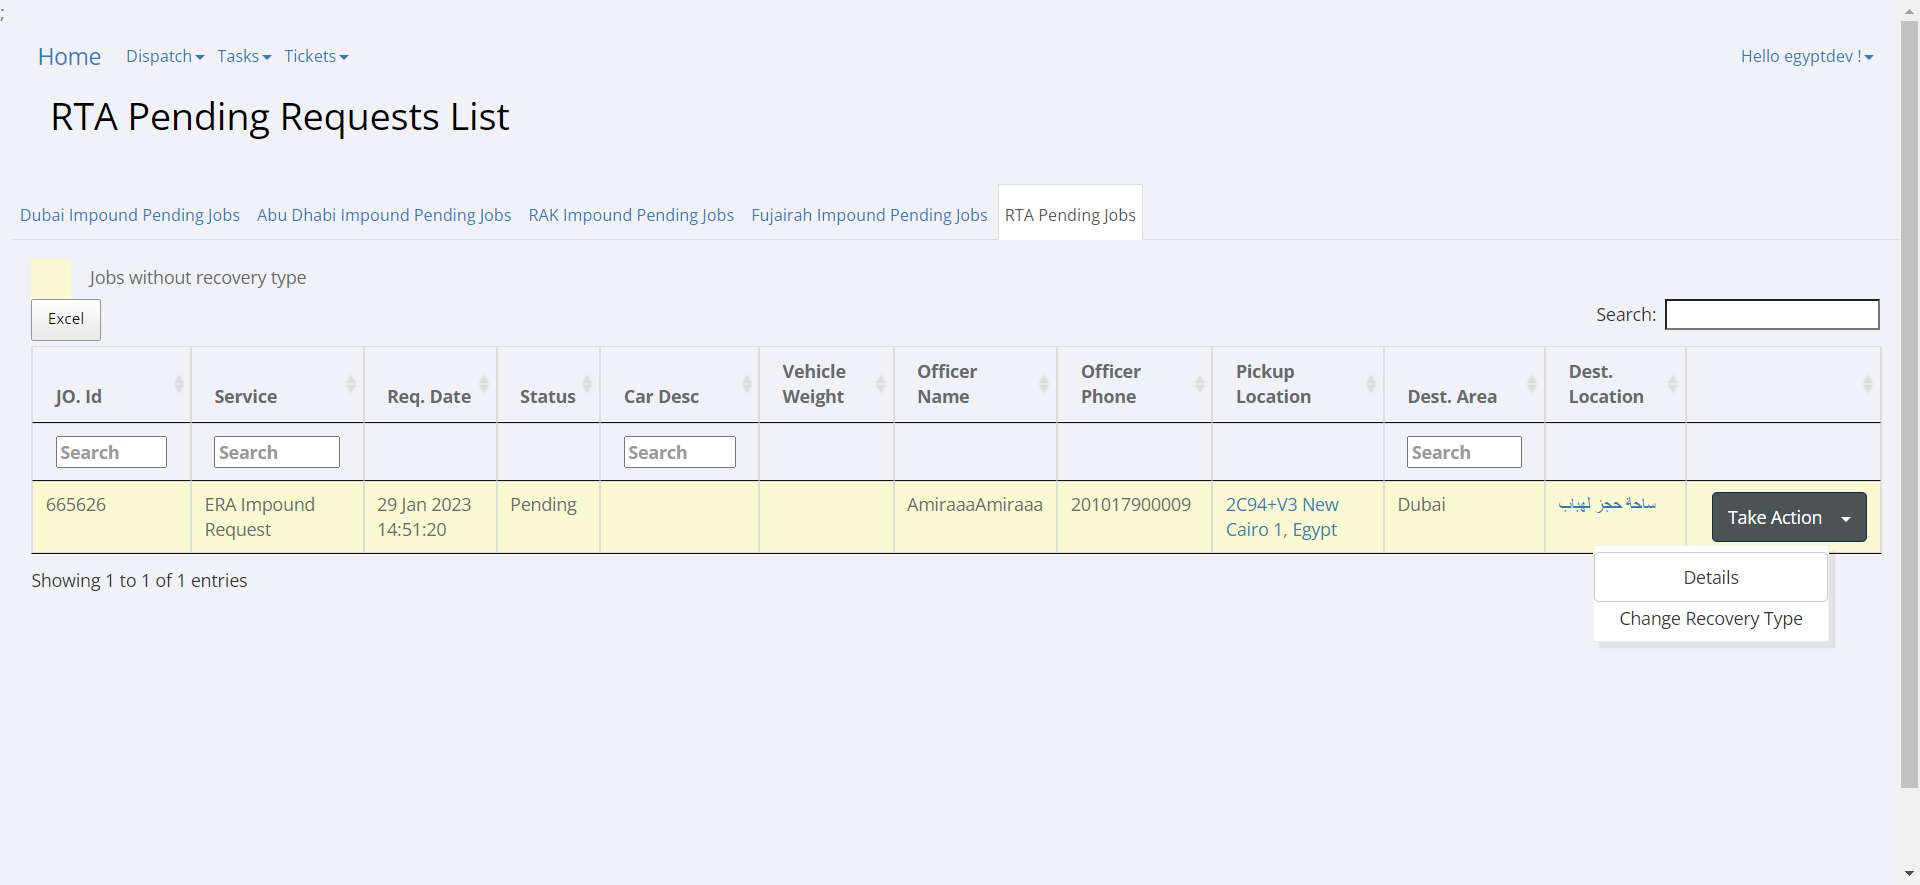 ;
Home Dispatch Tasks Tickets Hello egyptdev !
RTA Pending Requests List
Dubai Impound Pending Jobs Abu Dhabi Impound Pending Jobs RAK Impound Pending Jobs Fujairah Impound Pending Jobs RTA Pending Jobs
Jobs without recovery type
Excel
Search:
JO. Id
Service
Req. Date
Status
Car Desc
Vehicle
Weight
Officer
Name
Officer
Phone
Pickup
Location
Dest. Area
Dest.
Location
Search
Search
Search
Search
665626
ERA Impound
Request
29 Jan 2023
14:51:20
Pending
AmiraaaAmiraaa
201017900009
2C94+V3 New
Cairo 1, Egypt
Dubai
ساحة حجز لهباب
Take Action
Details
Change Recovery Type
Showing 1 to 1 of 1 entries